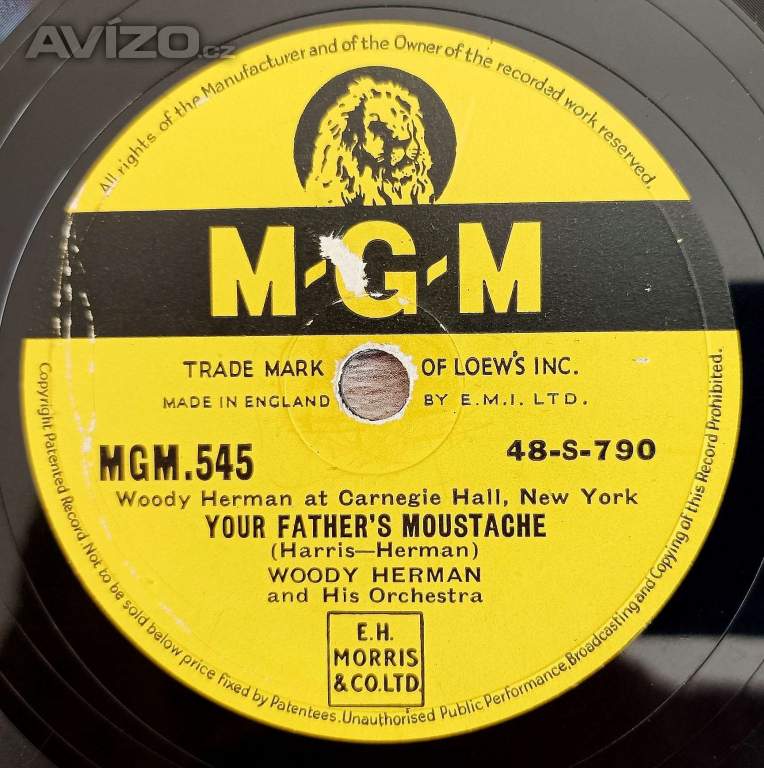 AVÍZO.cz
All rights of the Manufacturer and of the Owner of the recorded work reserved.
M-G-M
TRADE MARK OF LOEW'S INC.
MADE IN ENGLAND BY E.M.I. LTD.
MGM.545 48-S-790
Woody Herman at Carnegie Hall, New York
YOUR FATHER'S MOUSTACHE
(Harris—Herman)
WOODY HERMAN
and His Orchestra
E.H.
MORRIS
& CO.LTD.
Copyright Patented Record. Not to be sold below price fixed by Patentees. Unauthorised Public Performance, Broadcasting and Copying of this Record Prohibited.